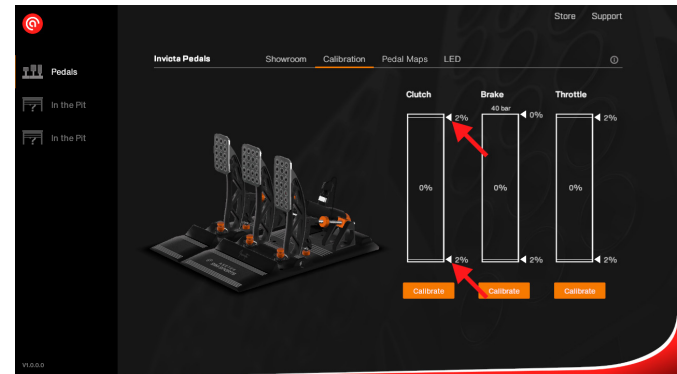 Store Support
Invicta Pedals Showroom Calibration Pedal Maps LED
Pedals
In the Pit
In the Pit
Clutch Brake Throttle
40 bar
2% 0% 2%
0% 0% 0%
2% 2% 2%
Calibrate Calibrate Calibrate
V1.0.0.0